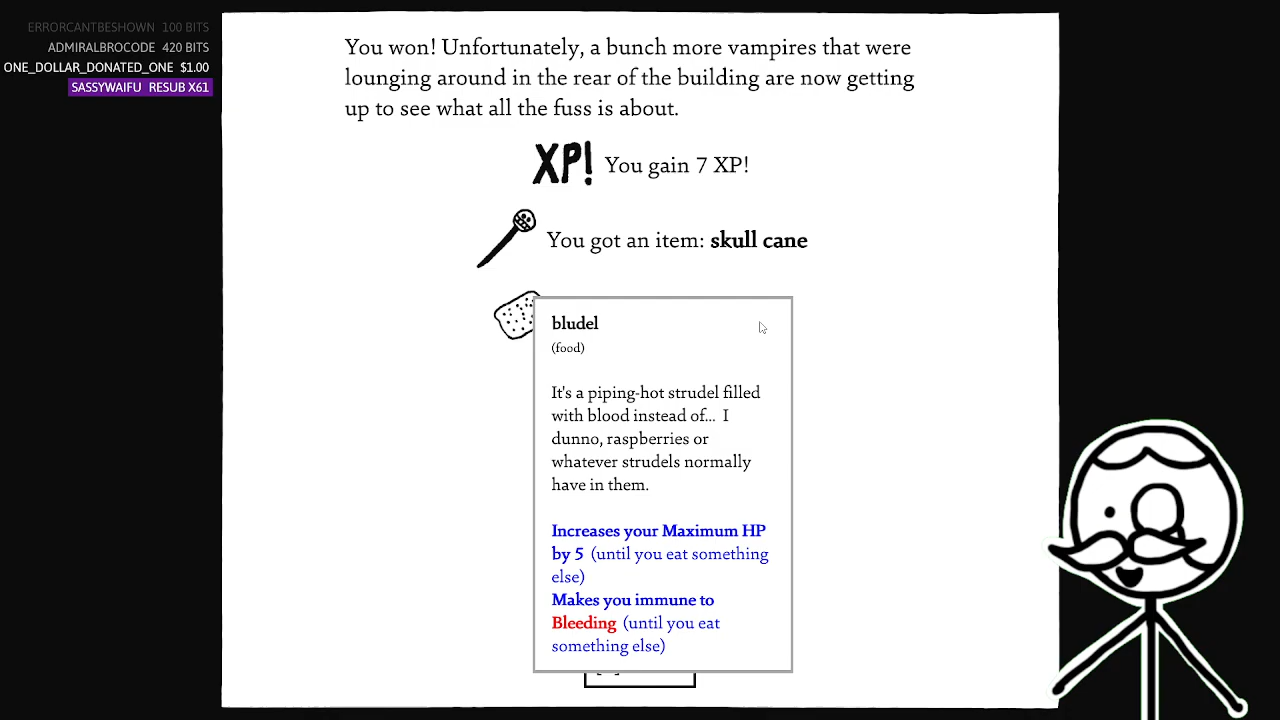 ERRORCANTBESHOWN 100 BITS
ADMIRALBROCODE 420 BITS
ONE_DOLLAR_DONATED_ONE $1.00
SASSYWAIFU RESUB X61
You won! Unfortunately, a bunch more vampires that were
lounging around in the rear of the building are now getting
up to see what all the fuss is about.
XP! You gain 7 XP!
You got an item: skull cane
bludel
(food)
It's a piping-hot strudel filled
with blood instead of... I
dunno, raspberries or
whatever strudels normally
have in them.
Increases your Maximum HP
by 5 (until you eat something
else)
Makes you immune to
Bleeding (until you eat
something else)